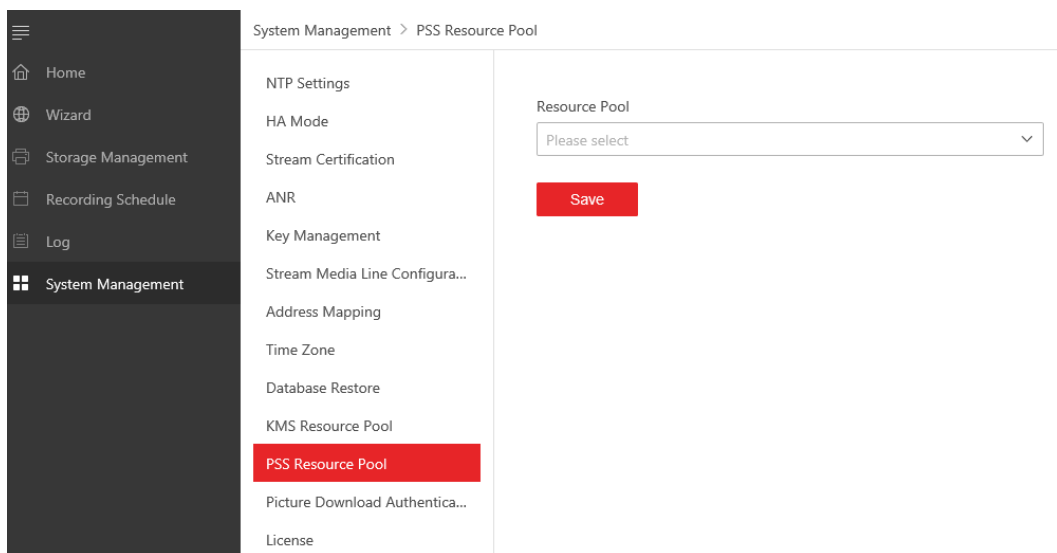 System Management > PSS Resource Pool
Home
Wizard
Storage Management
Recording Schedule
Log
System Management
NTP Settings
HA Mode
Stream Certification
ANR
Key Management
Stream Media Line Configura...
Address Mapping
Time Zone
Database Restore
KMS Resource Pool
PSS Resource Pool
Picture Download Authentica...
License
Resource Pool
Please select
Save